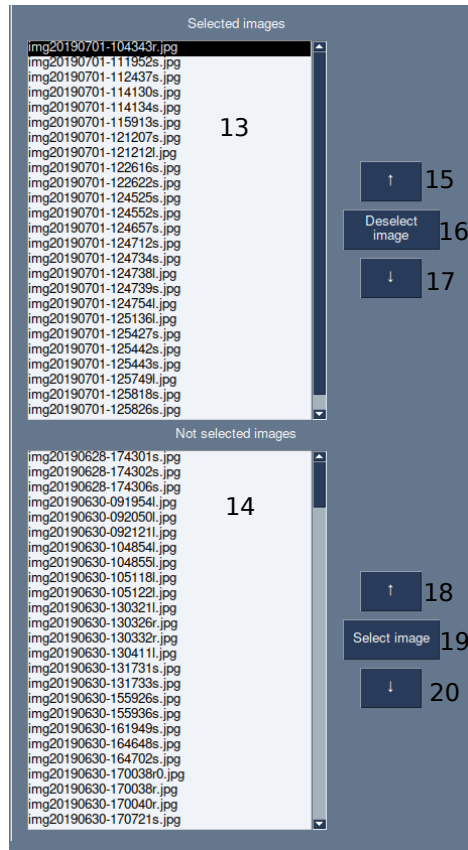 Selected images
img20190701-104343r.jpg
img20190701-111952s.jpg
img20190701-112437s.jpg
img20190701-114130s.jpg
img20190701-114134s.jpg
img20190701-115913s.jpg
img20190701-121207s.jpg
img20190701-121212l.jpg
img20190701-122616s.jpg
img20190701-122622s.jpg
img20190701-124525s.jpg
img20190701-124552s.jpg
img20190701-124657s.jpg
img20190701-124712s.jpg
img20190701-124734s.jpg
img20190701-124738l.jpg
img20190701-124739s.jpg
img20190701-124754l.jpg
img20190701-125136l.jpg
img20190701-125427s.jpg
img20190701-125442s.jpg
img20190701-125443s.jpg
img20190701-125749l.jpg
img20190701-125818s.jpg
img20190701-125826s.jpg
13
↑ 15
Deselect
image
16
↓ 17
Not selected images
img20190628-174301s.jpg
img20190628-174302s.jpg
img20190628-174306s.jpg
img20190630-091954l.jpg
img20190630-092050l.jpg
img20190630-092121l.jpg
img20190630-104854l.jpg
img20190630-104855l.jpg
img20190630-105118l.jpg
img20190630-105122l.jpg
img20190630-130321l.jpg
img20190630-130326r.jpg
img20190630-130332r.jpg
img20190630-130411l.jpg
img20190630-131731s.jpg
img20190630-131733s.jpg
img20190630-155926s.jpg
img20190630-155936s.jpg
img20190630-161949s.jpg
img20190630-164648s.jpg
img20190630-164702s.jpg
img20190630-170038r0.jpg
img20190630-170038r.jpg
img20190630-170040r.jpg
img20190630-170721s.jpg
14
↑ 18
Select image 19
↓ 20